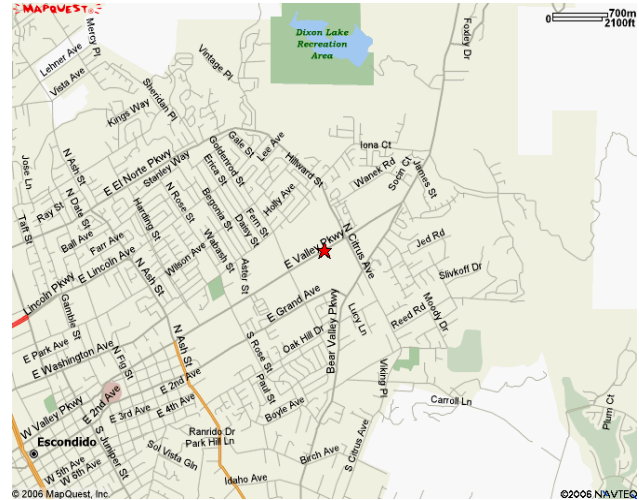 MAPQUEST
700m
2100ft
Dixon Lake
Recreation
Area
Foxley Dr
Mercy Pl
Lehner Ave
Vista Ave
Vintage Pl
Sheridan Pl
Kings Way
Gale St
Lee Ave
Iona Ct
Goldenrod St
Hillward St
Wanek Rd
Socin Ct
James St
Jose Ln
N Ash St
E El Norte Pkwy
Stanley Way
Erica St
Holly Ave
N Date St
N Rose St
Begonia St
Fern St
Daisy St
Ray St
Taft St
Ball Ave
Farr Ave
Harding St
Wabash St
E Valley Pkwy
N Citrus Ave
Jed Rd
E Lincoln Ave
Wilson Ave
Aster St
Lincoln Pkwy
N Ash St
Slivkoff Dr
Gamble St
E Grand Ave
Bear Valley Pkwy
Lucy Ln
Moody Dr
Reed Rd
E Park Ave
N Ash St
S Rose St
Oak Hill Dr
E Washington Ave
N Fig St
Viking Pl
E 2nd Ave
Paul St
Carroll Ln
E 2nd Ave
E 3rd Ave
E 4th Ave
Boyle Ave
Plum Ct
W Valley Pkwy
Ranrido Dr
Park Hill Ln
Escondido
S Juniper St
Sol Vista Gln
Birch Ave
S Citrus Ave
W 5th Ave
W 6th Ave
Idaho Ave
© 2006 MapQuest, Inc.
©2006 NAVTEQ